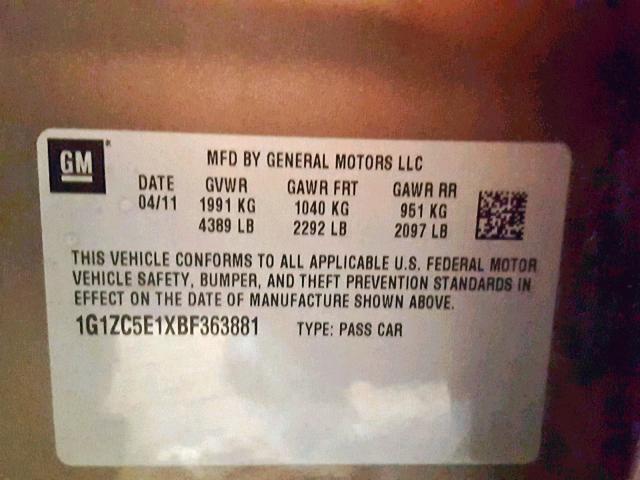 GM
MFD BY GENERAL MOTORS LLC
DATE GVWR GAWR FRT GAWR RR
04/11 1991 KG 1040 KG 951 KG
4389 LB 2292 LB 2097 LB
THIS VEHICLE CONFORMS TO ALL APPLICABLE U.S. FEDERAL MOTOR
VEHICLE SAFETY, BUMPER, AND THEFT PREVENTION STANDARDS IN
EFFECT ON THE DATE OF MANUFACTURE SHOWN ABOVE.
1G1ZC5E1XBF363881 TYPE: PASS CAR